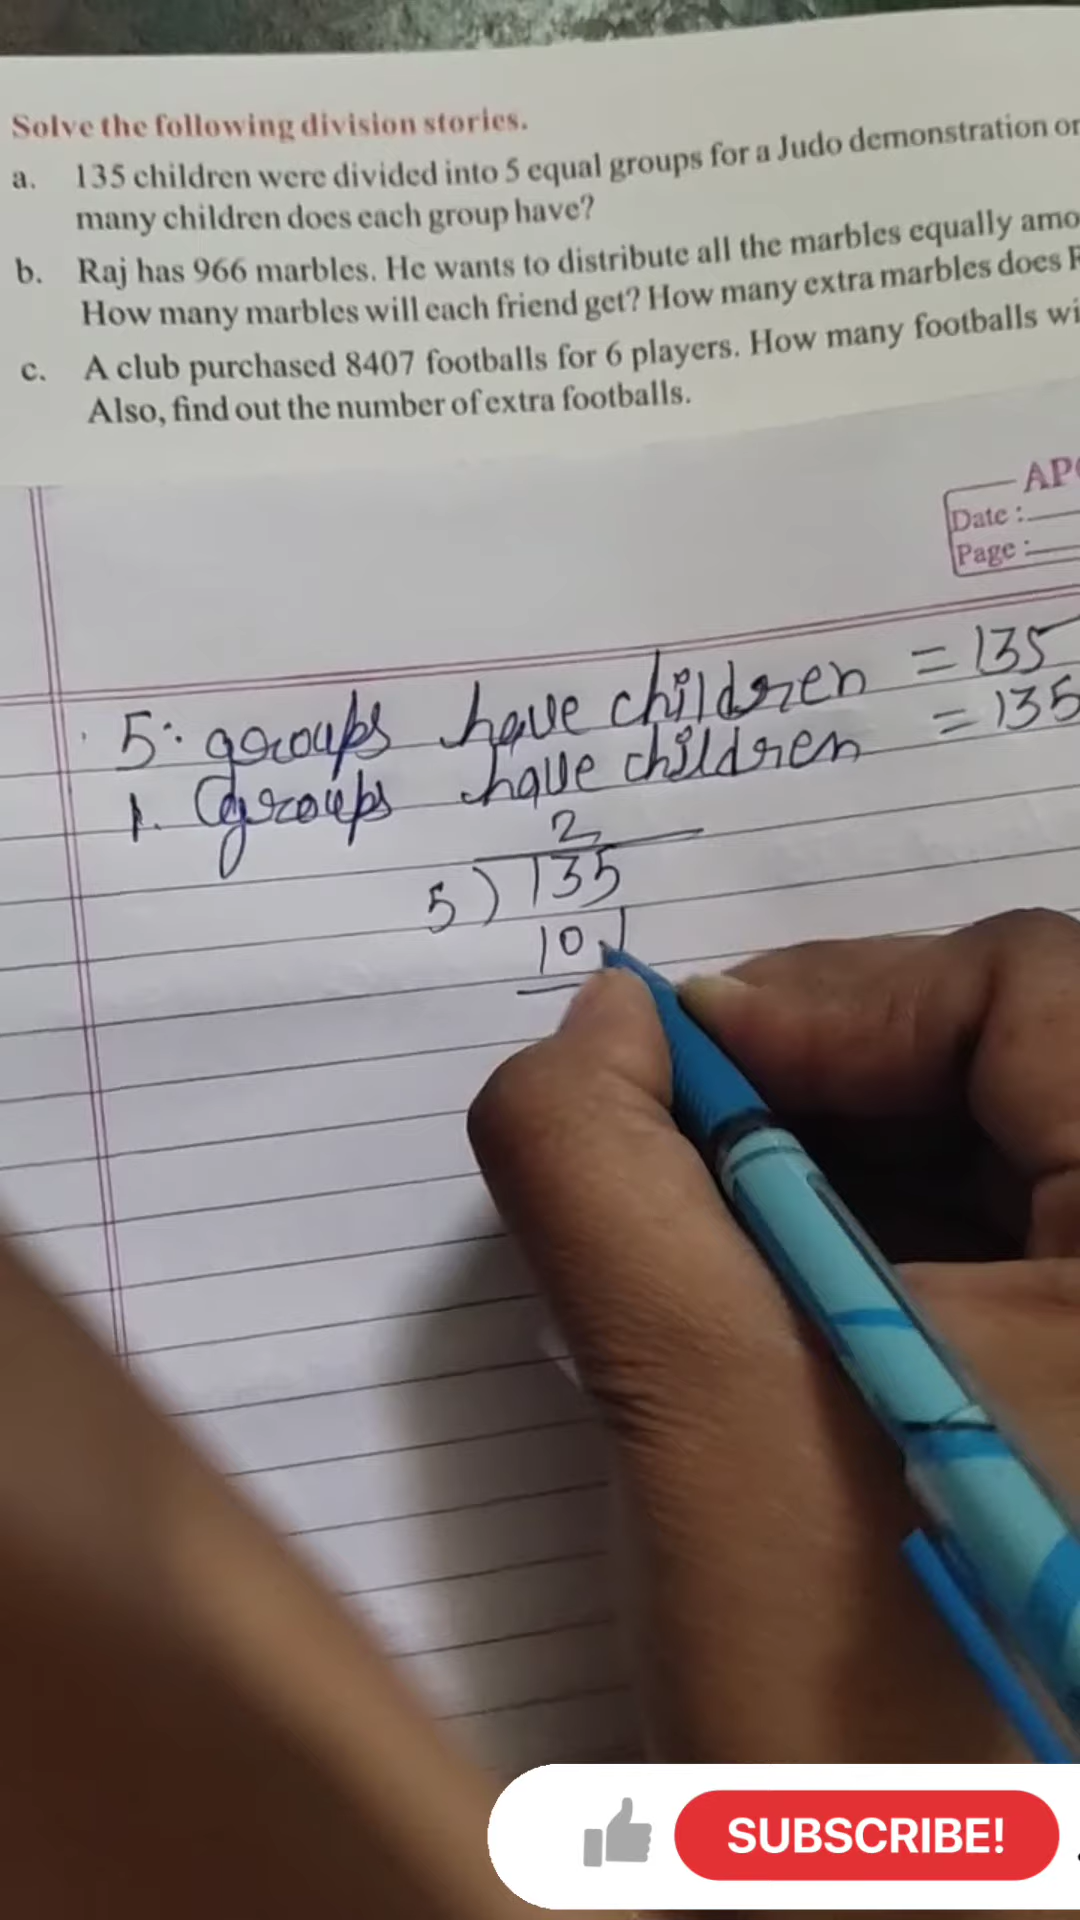 Solve the following division stories.
a. 135 children were divided into 5 equal groups for a Judo demonstration on
many children does each group have?
b. Raj has 966 marbles. He wants to distribute all the marbles equally amo
How many marbles will each friend get? How many extra marbles does R
c. A club purchased 8407 footballs for 6 players. How many footballs wi
Also, find out the number of extra footballs.
Date :
Page :
5: groups have children = 135
1. Groups have children = 135
2
5) 135
10
SUBSCRIBE!